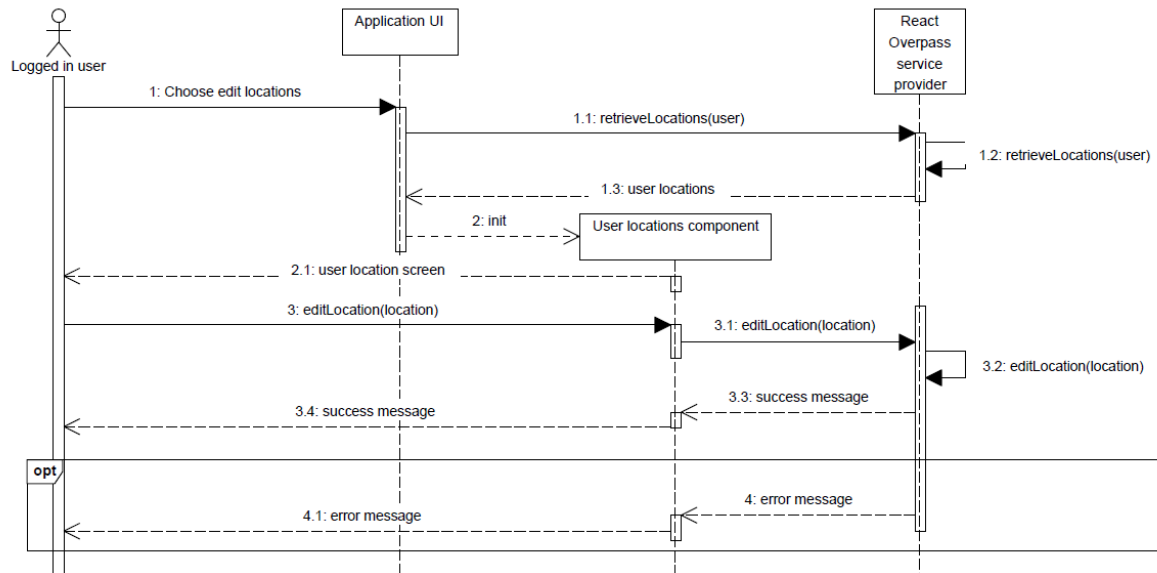 Application UI
React
Overpass
service
provider
Logged in user
1: Choose edit locations
1.1: retrieveLocations(user)
1.2: retrieveLocations(user)
1.3: user locations
2: init
User locations component
2.1: user location screen
3: editLocation(location)
3.1: editLocation(location)
3.2: editLocation(location)
3.3: success message
3.4: success message
opt
4: error message
4.1: error message